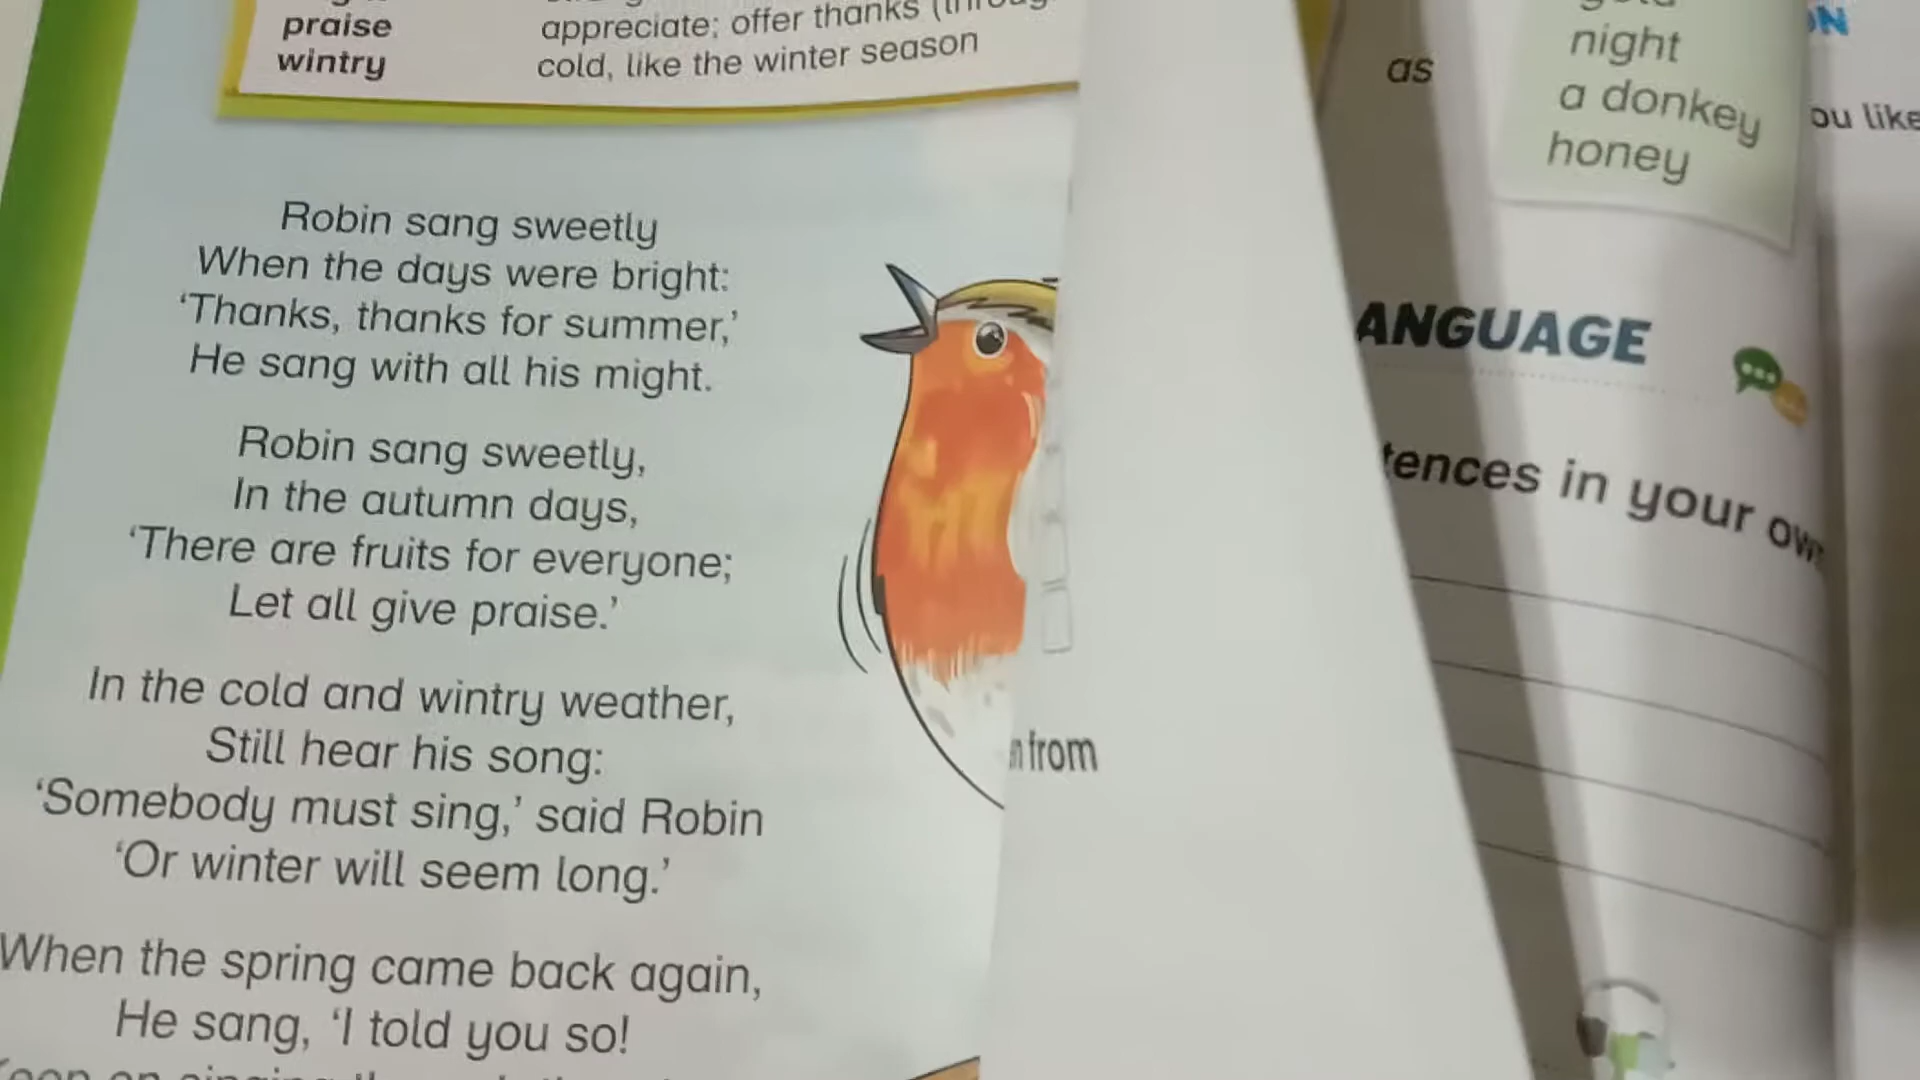 praise
appreciate; offer thanks
wintry
cold, like the winter season
Robin sang sweetly
When the days were bright:
‘Thanks, thanks for summer,’
He sang with all his might.
Robin sang sweetly,
In the autumn days,
‘There are fruits for everyone;
Let all give praise.’
In the cold and wintry weather,
Still hear his song:
‘Somebody must sing,’ said Robin
‘Or winter will seem long.’
When the spring came back again,
He sang, ‘I told you so!
from
as
night
a donkey
honey
ou like
ANGUAGE
tences in your ow